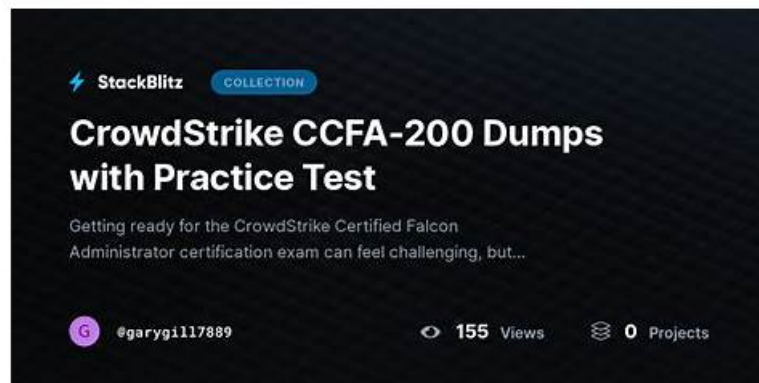 StackBlitz COLLECTION
CrowdStrike CCFA-200 Dumps
with Practice Test
Getting ready for the CrowdStrike Certified Falcon
Administrator certification exam can feel challenging, but...
G @garygill7889 155 Views 0 Projects